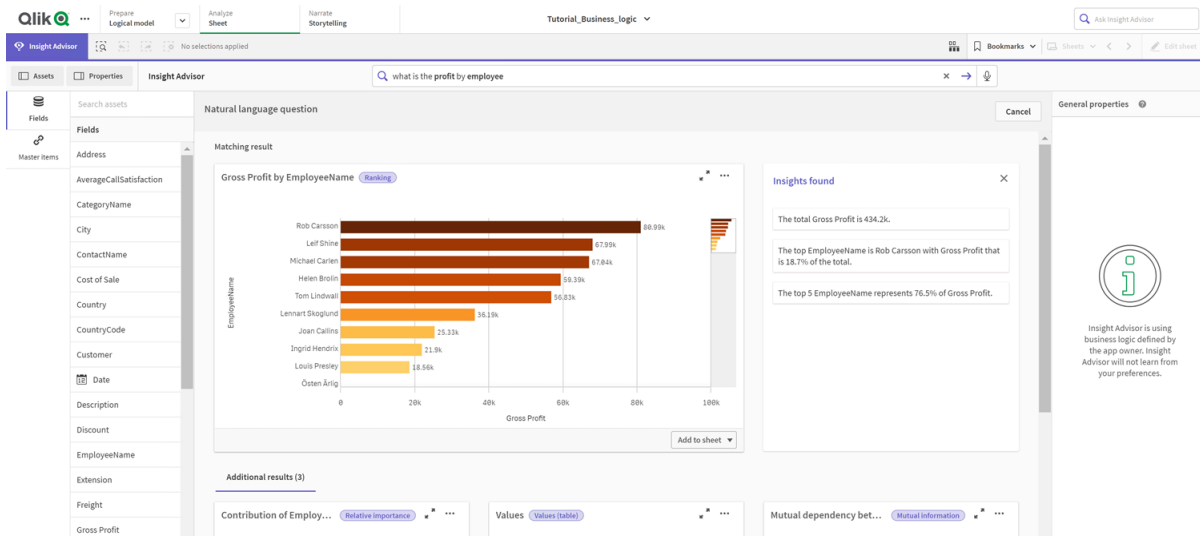 Qlik
Prepare
Logical model
Analyze
Sheet
Narrate
Storytelling
Tutorial_Business_logic
Ask Insight Advisor
Insight Advisor
No selections applied
Bookmarks
Sheets
Edit sheet
Assets
Properties
Insight Advisor
what is the profit by employee
Fields
Master items
Search assets
Fields
Address
AverageCallSatisfaction
CategoryName
City
ContactName
Cost of Sale
Country
CountryCode
Customer
Date
Description
Discount
EmployeeName
Extension
Freight
Gross Profit
Natural language question
Cancel
Matching result
Gross Profit by EmployeeName Ranking
EmployeeName
Rob Carsson 80.99k
Leif Shine 67.99k
Michael Carlen 67.04k
Helen Brolin 59.39k
Tom Lindwall 56.83k
Lennart Skoglund 36.19k
Joan Callins 25.33k
Ingrid Hendrix 21.9k
Louis Presley 18.56k
Östen Ärlig
0 20k 40k 60k 80k 100k
Gross Profit
Add to sheet
Insights found
The total Gross Profit is 434.2k.
The top EmployeeName is Rob Carsson with Gross Profit that
is 18.7% of the total.
The top 5 EmployeeName represents 76.5% of Gross Profit.
Additional results (3)
Contribution of Employ... Relative importance
Values Values (table)
Mutual dependency bet... Mutual information
General properties
Insight Advisor is using
business logic defined by
the app owner. Insight
Advisor will not learn from
your preferences.